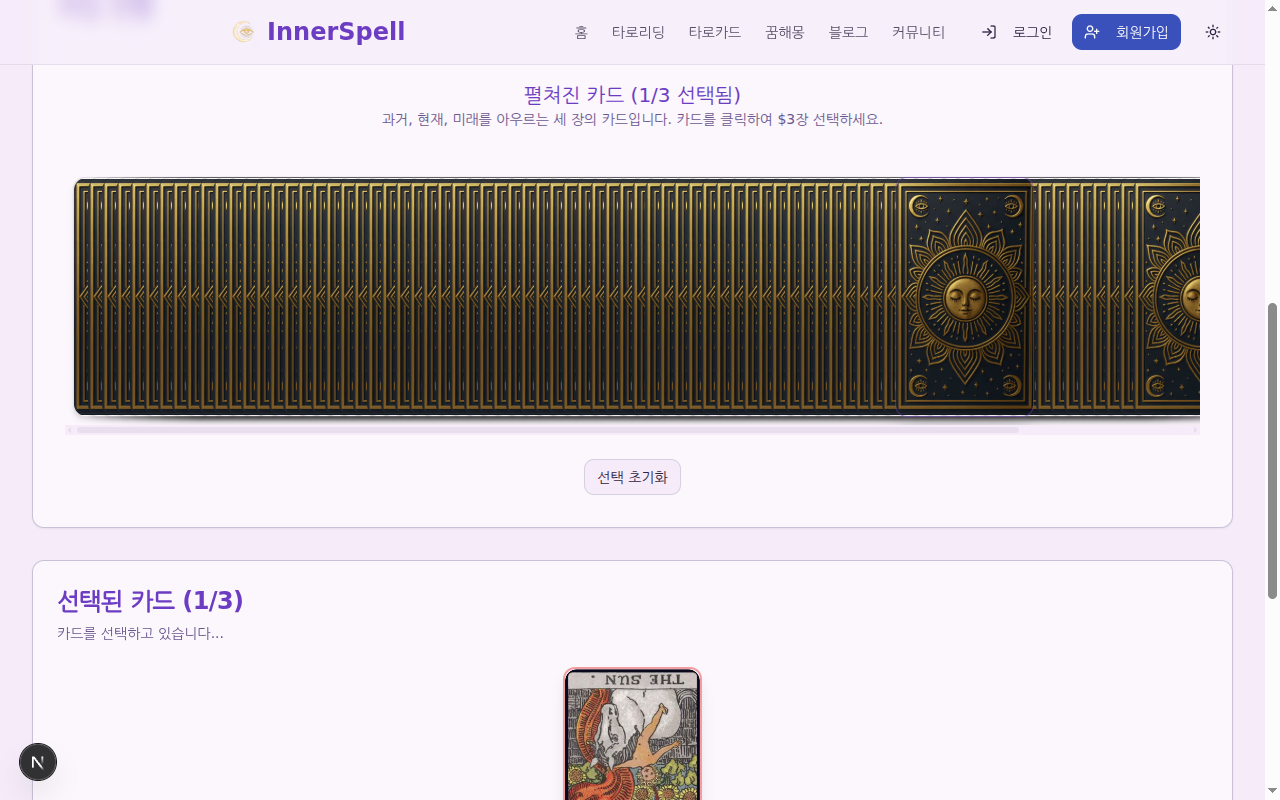 InnerSpell
홈 타로리딩 타로카드 꿈해몽 블로그 커뮤니티 로그인 회원가입
펼쳐진 카드 (1/3 선택됨)
과거, 현재, 미래를 아우르는 세 장의 카드입니다. 카드를 클릭하여 $3장 선택하세요.
선택 초기화
선택된 카드 (1/3)
카드를 선택하고 있습니다...
THE SUN .
N